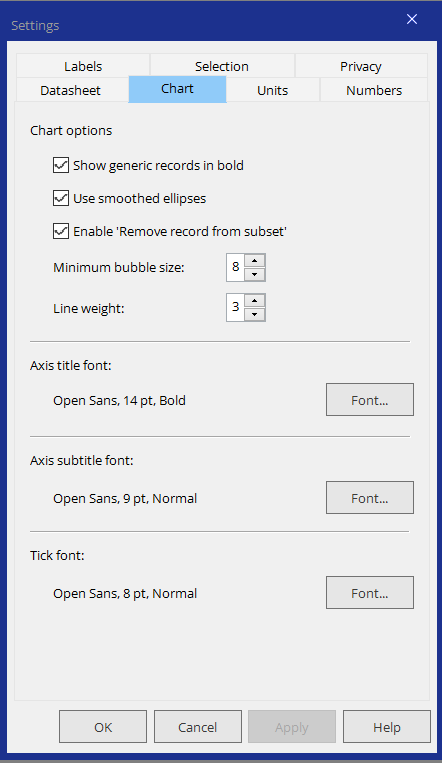 Settings
Labels Selection Privacy
Datasheet Chart Units Numbers
Chart options
Show generic records in bold
Use smoothed ellipses
Enable 'Remove record from subset'
Minimum bubble size: 8
Line weight: 3
Axis title font:
Open Sans, 14 pt, Bold Font...
Axis subtitle font:
Open Sans, 9 pt, Normal Font...
Tick font:
Open Sans, 8 pt, Normal Font...
OK Cancel Apply Help